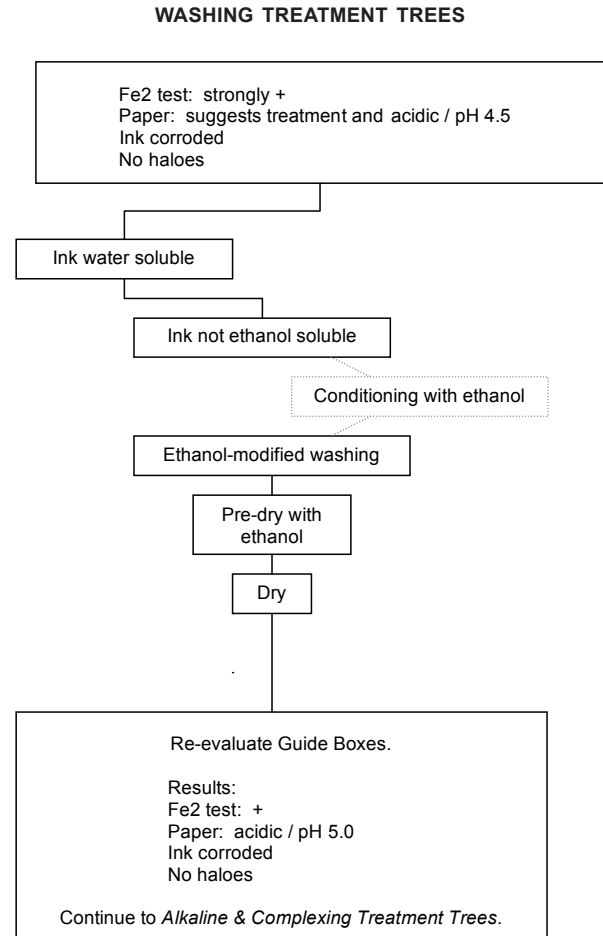 WASHING TREATMENT TREES
Fe2 test: strongly +
Paper: suggests treatment and acidic / pH 4.5
Ink corroded
No haloes
Ink water soluble
Ink not ethanol soluble
Conditioning with ethanol
Ethanol-modified washing
Pre-dry with
ethanol
Dry
Re-evaluate Guide Boxes.
Results:
Fe2 test: +
Paper: acidic / pH 5.0
Ink corroded
No haloes
Continue to Alkaline & Complexing Treatment Trees.